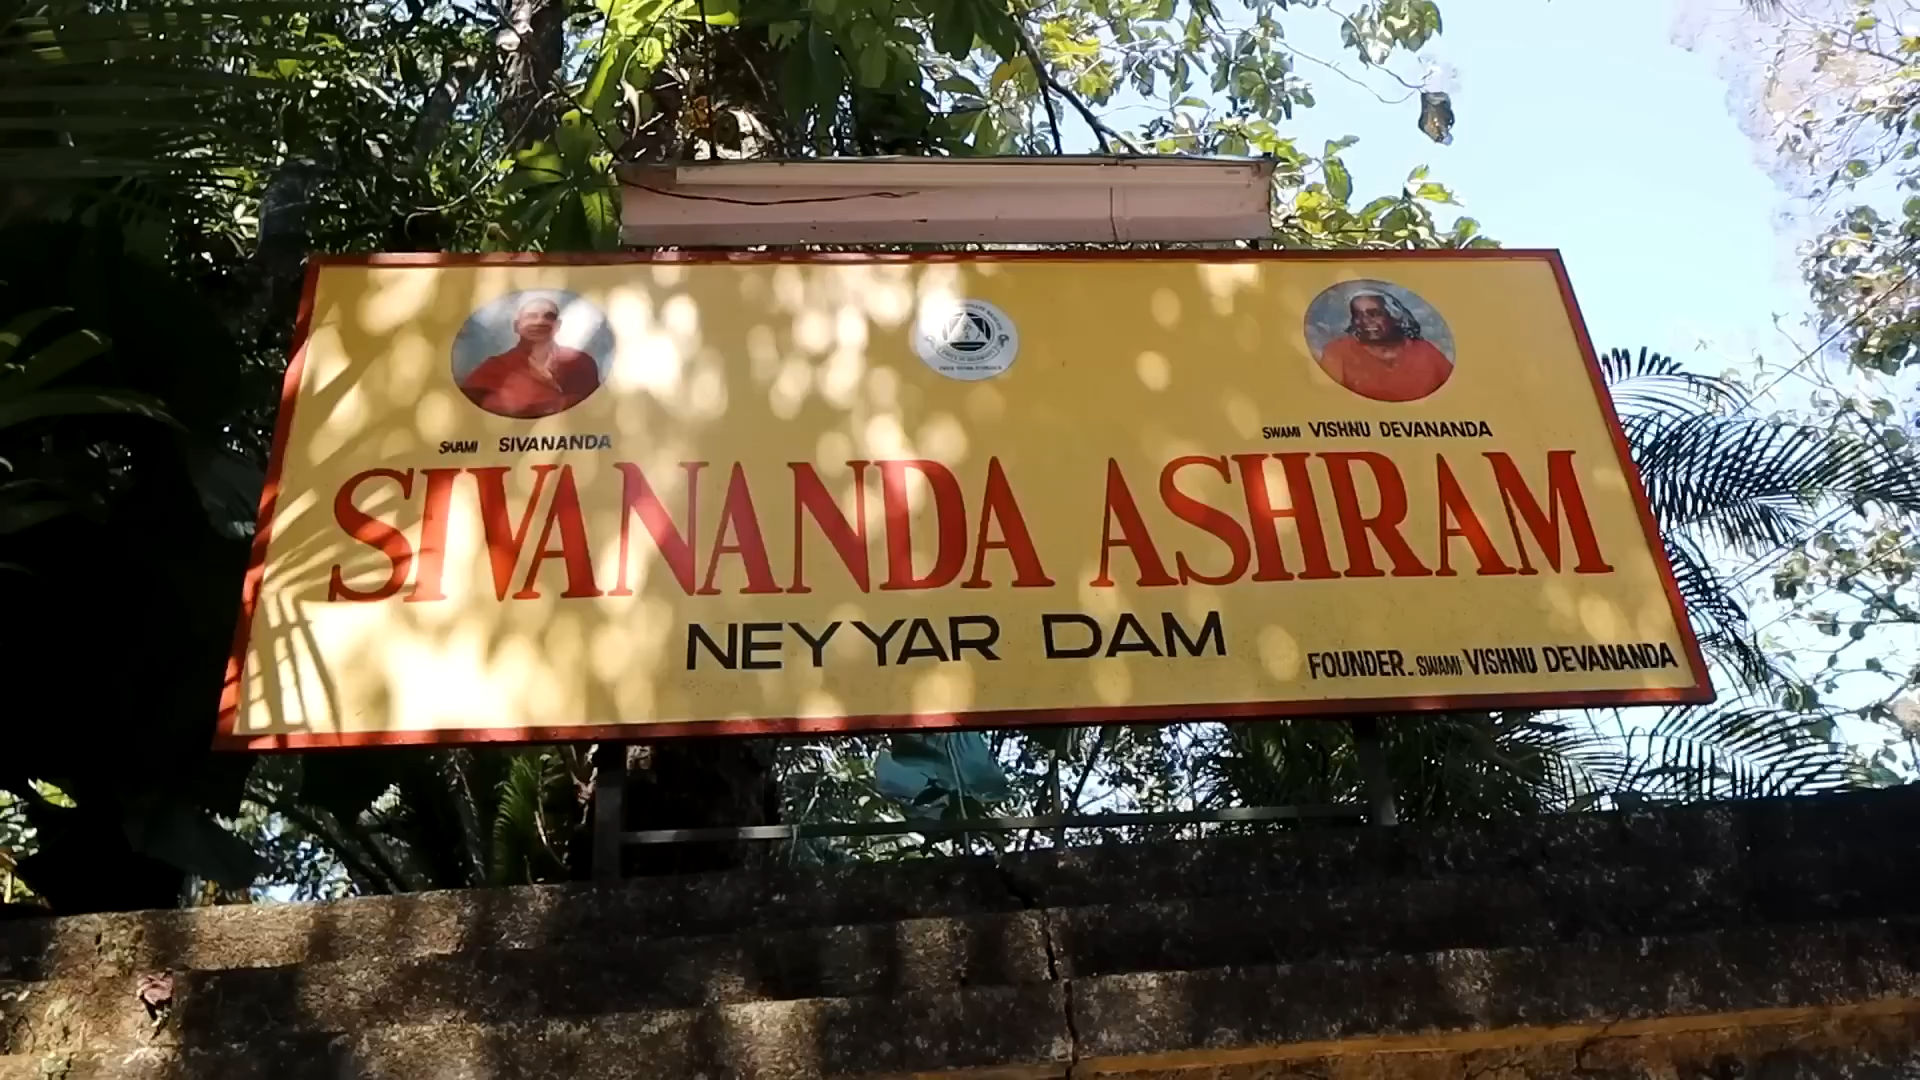 SWAMI SIVANANDA
SWAMI VISHNU DEVANANDA
SIVANANDA ASHRAM
NEYYAR DAM
FOUNDER. SWAMI VISHNU DEVANANDA